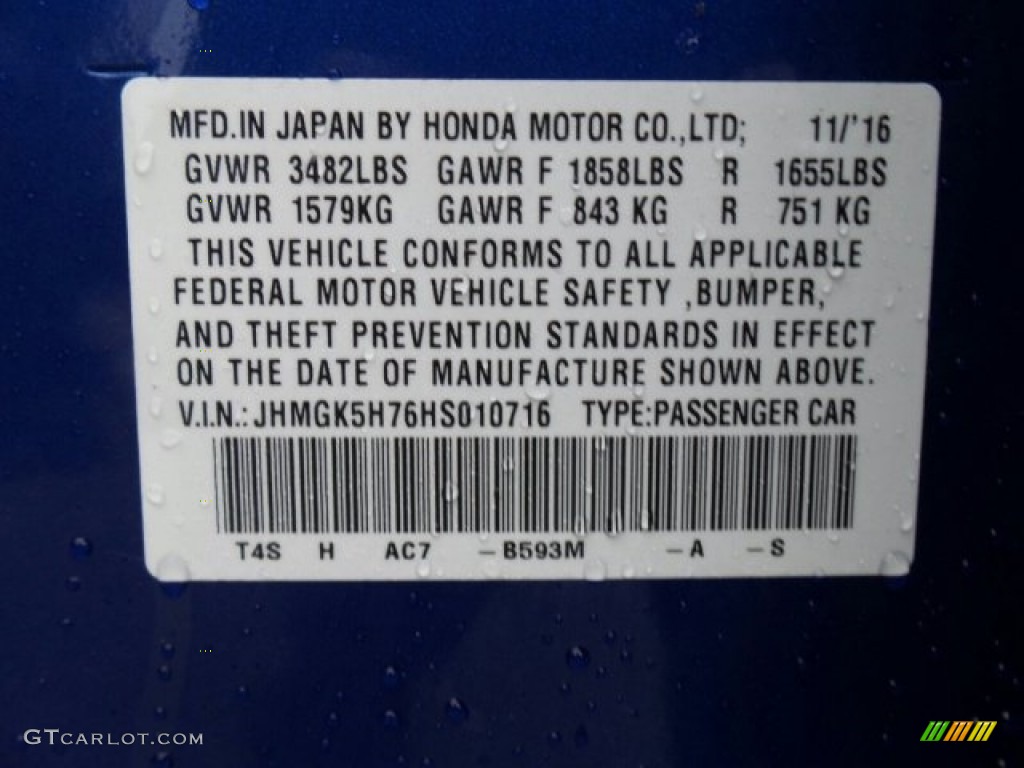 MFD.IN JAPAN BY HONDA MOTOR CO.,LTD; 11/'16
GVWR 3482LBS GAWR F 1858LBS R 1655LBS
GVWR 1579KG GAWR F 843 KG R 751 KG
THIS VEHICLE CONFORMS TO ALL APPLICABLE
FEDERAL MOTOR VEHICLE SAFETY ,BUMPER,
AND THEFT PREVENTION STANDARDS IN EFFECT
ON THE DATE OF MANUFACTURE SHOWN ABOVE.
V.I.N.: JHMGK5H76HS010716 TYPE:PASSENGER CAR
T4S H AC7 –B593M –A –S
GTCARLOT.COM